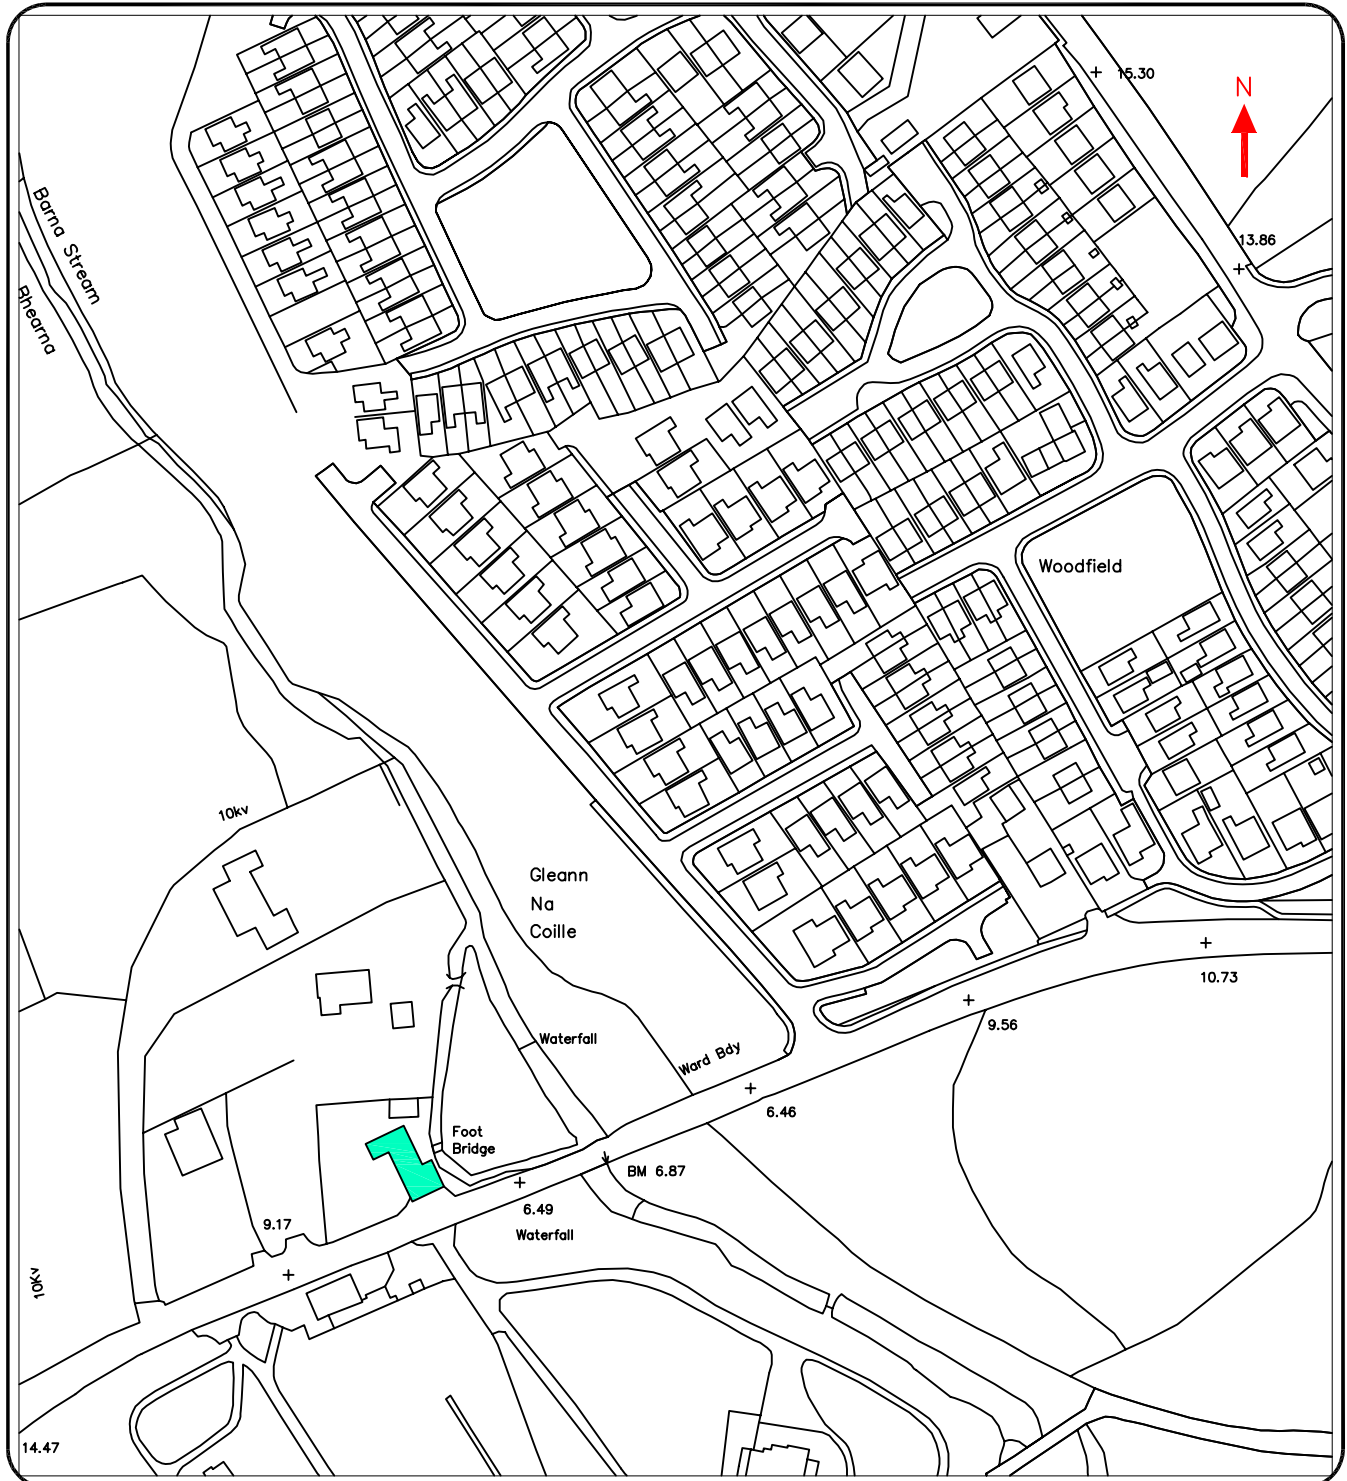 15.30
N
Barna Stream
13.86
Bhearna
Woodfield
10kv
Gleann
Na
Coille
10.73
9.56
Waterfall
Ward Bdy
6.46
Foot
Bridge
BM 6.87
6.49
9.17
Waterfall
10Kv
14.47